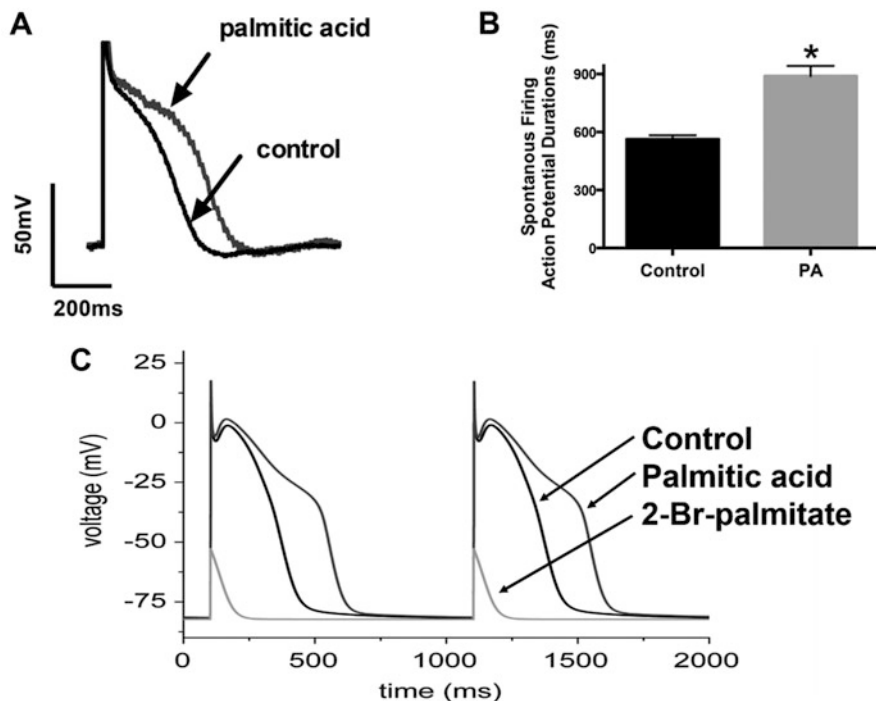 A
palmitic acid
control
50mV
200ms
B
Spontanous Firing
Action Potential Durations (ms)
900
600
300
0
*
Control
PA
C
voltage (mV)
25
0
-25
-50
-75
Control
Palmitic acid
2-Br-palmitate
0
500
1000
1500
2000
time (ms)